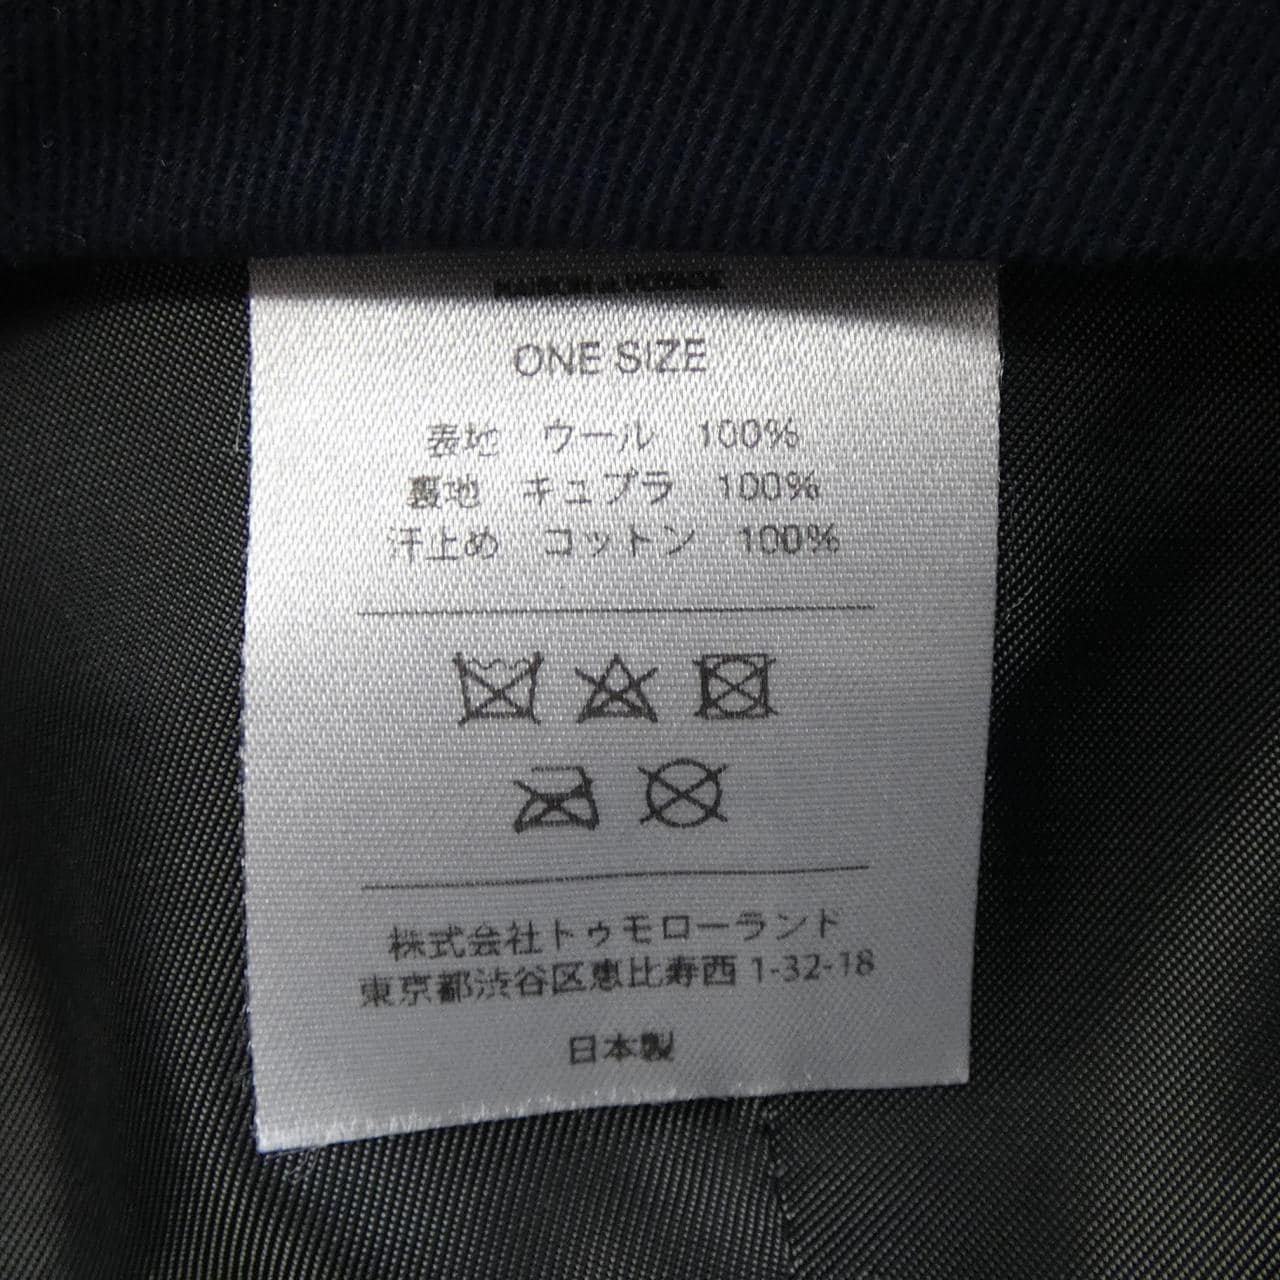 ONE SIZE
表地 ウール 100%
裏地 キュプラ 100%
汗止め コットン 100%
株式会社トゥモローランド
東京都渋谷区恵比寿西 1-32-18
日本製